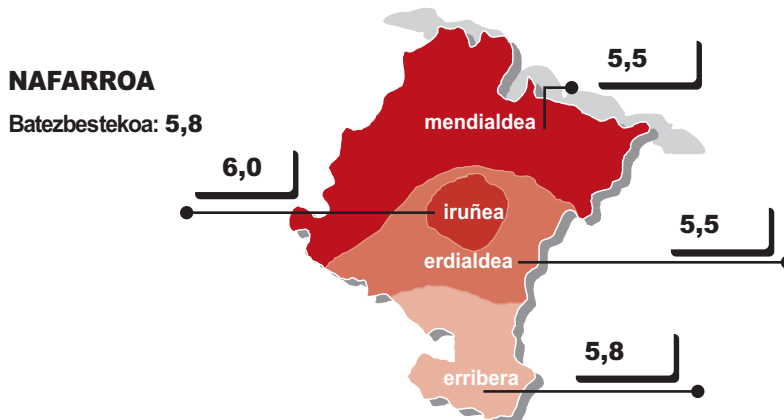 NAFARROA
Batezbestekoa: 5,8
5,5
mendialdea
6,0
iruñea
5,5
erdialdea
5,8
erribera